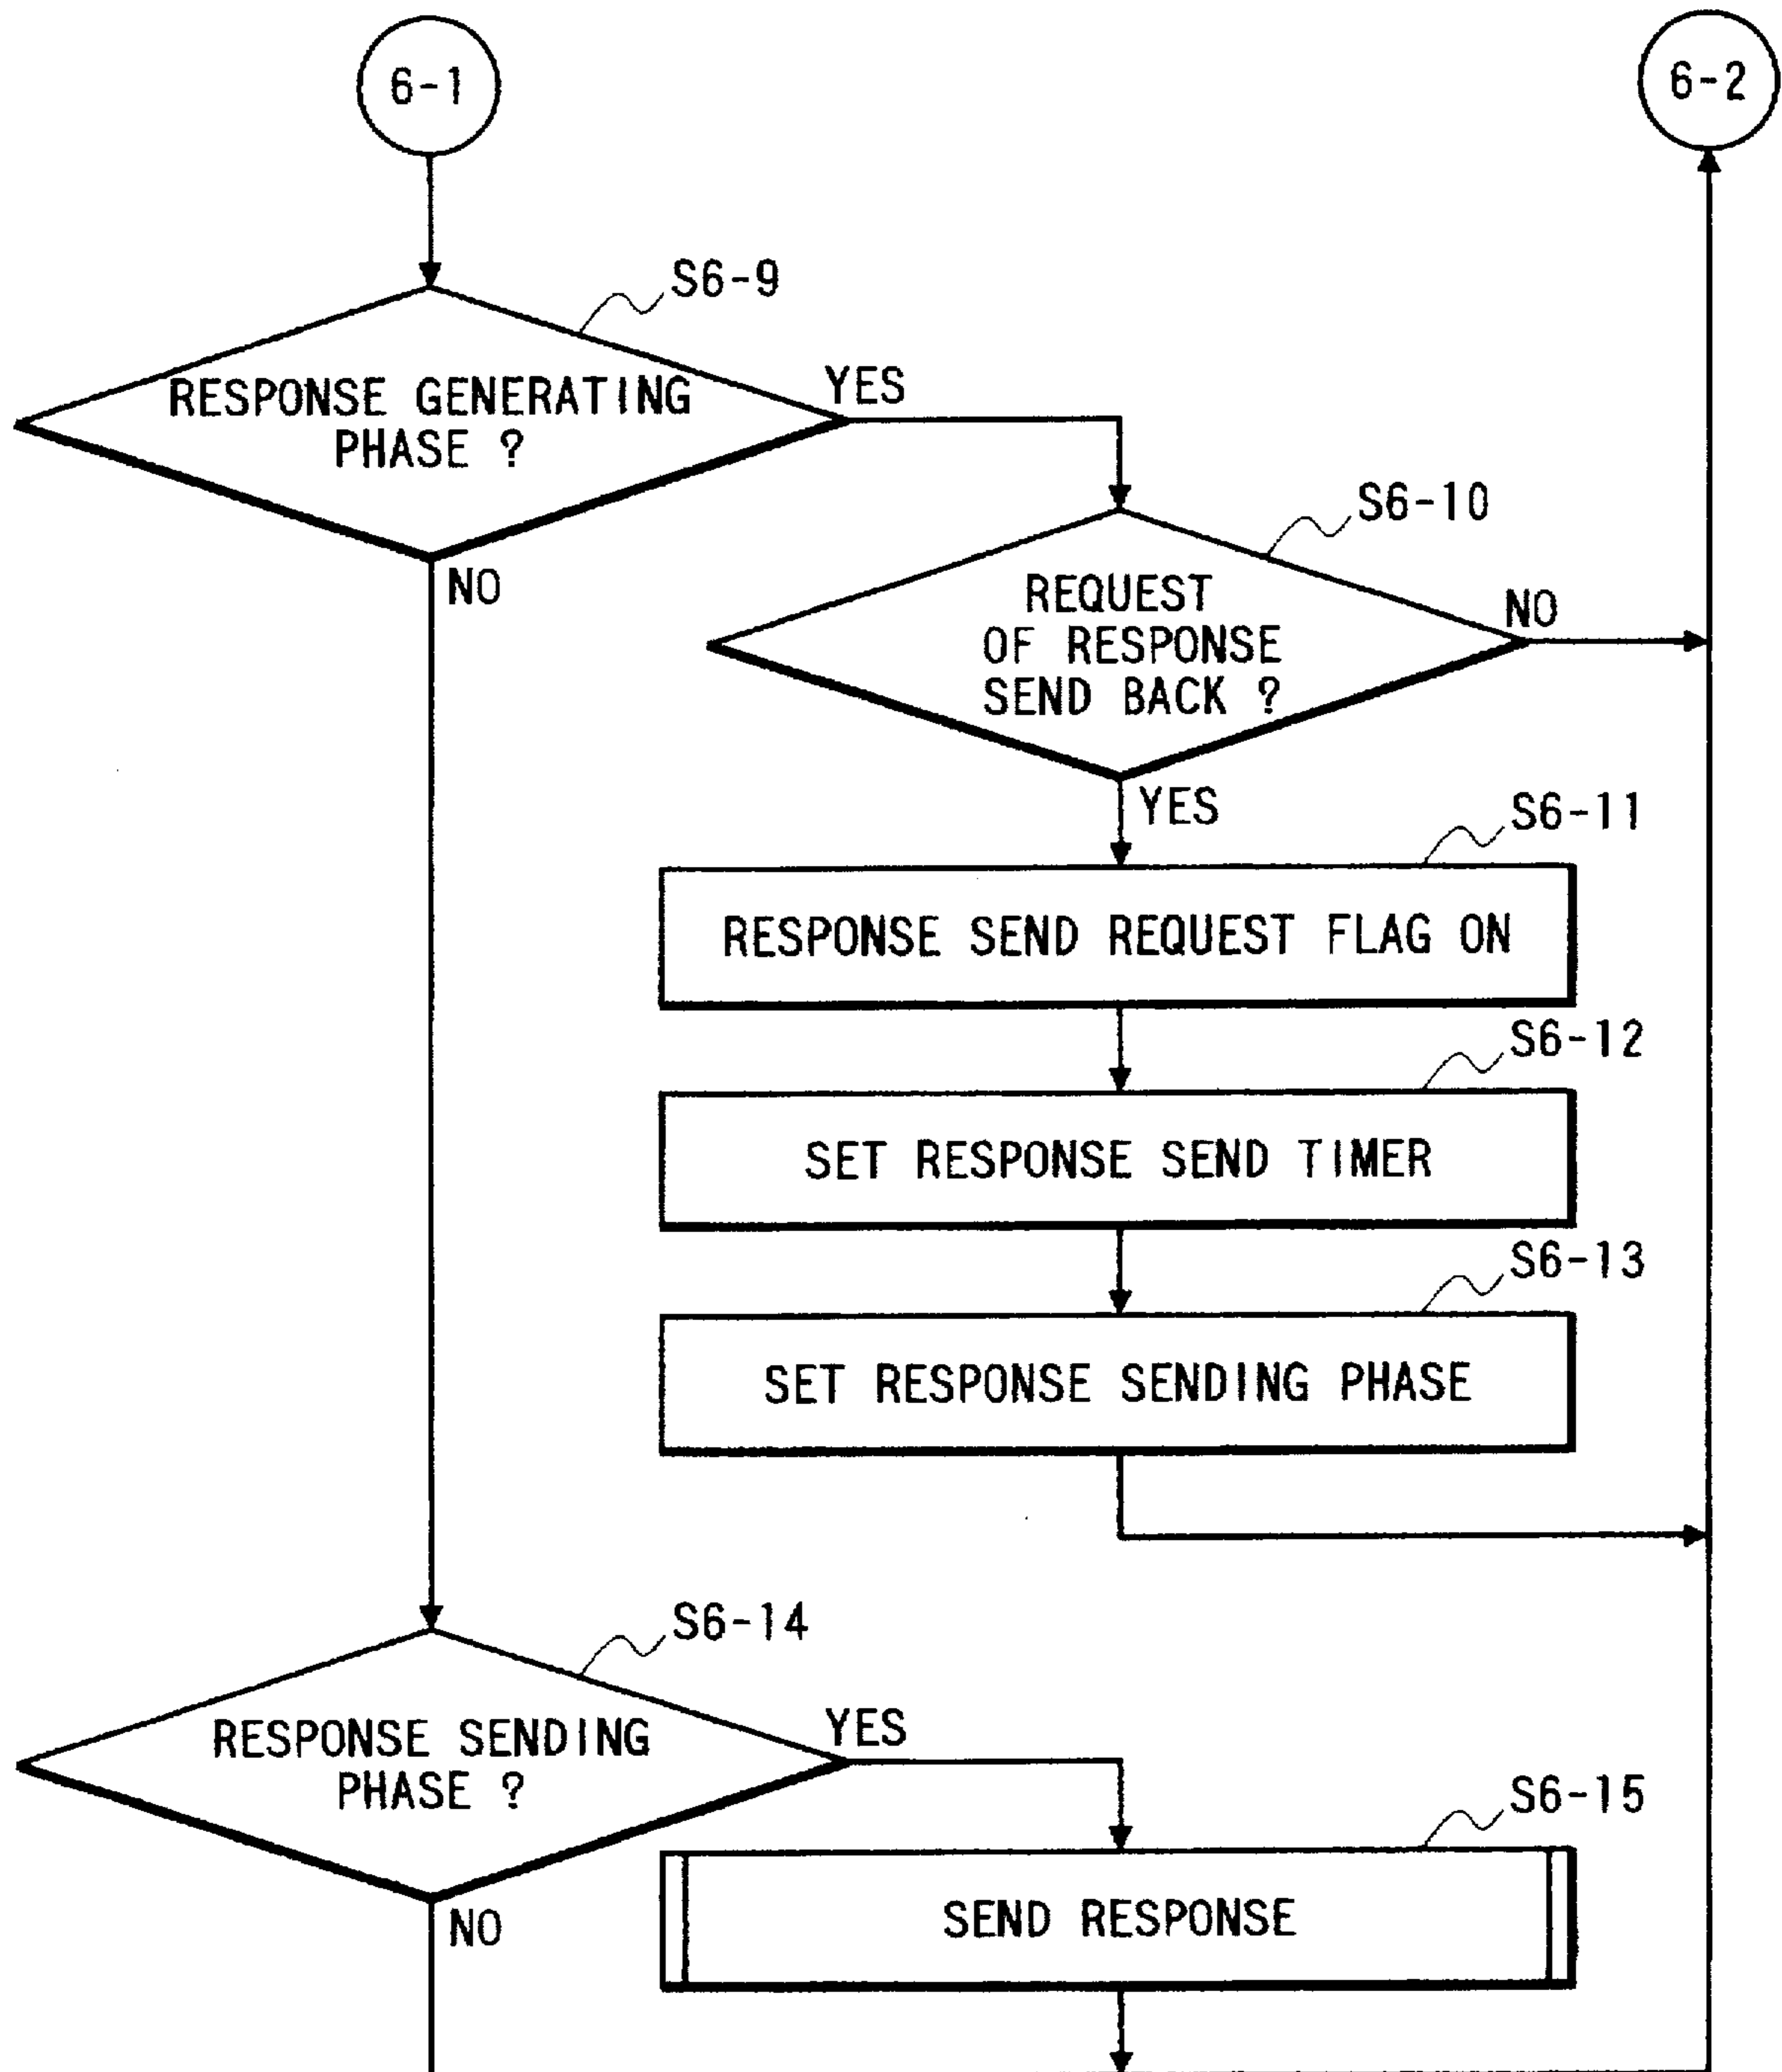 6-1
6-2
S6-9
RESPONSE GENERATING
PHASE ?
YES
NO
S6-10
REQUEST
OF RESPONSE
SEND BACK ?
NO
YES
S6-11
RESPONSE SEND REQUEST FLAG ON
S6-12
SET RESPONSE SEND TIMER
S6-13
SET RESPONSE SENDING PHASE
S6-14
RESPONSE SENDING
PHASE ?
YES
NO
S6-15
SEND RESPONSE